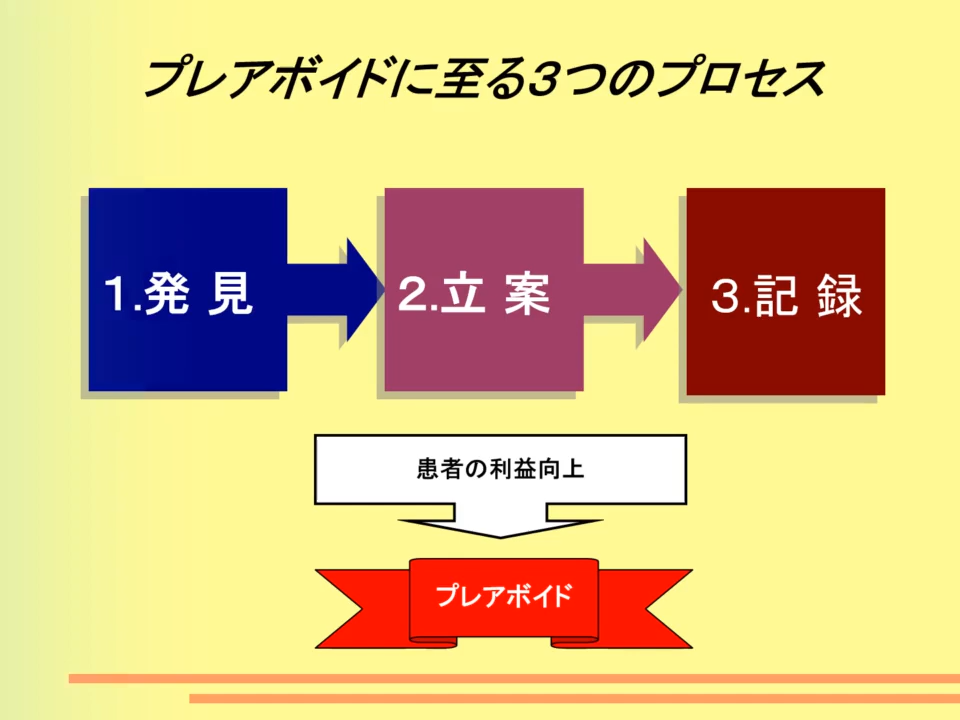 プレアボイドに至る３つのプロセス
１.発 見
２.立 案
３.記 録
患者の利益向上
プレアボイド